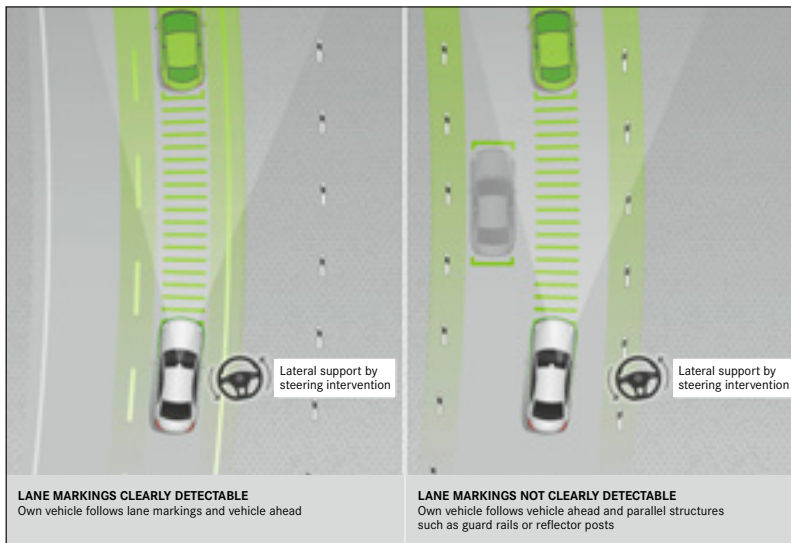 Lateral support by
steering intervention
Lateral support by
steering intervention
LANE MARKINGS CLEARLY DETECTABLE
Own vehicle follows lane markings and vehicle ahead
LANE MARKINGS NOT CLEARLY DETECTABLE
Own vehicle follows vehicle ahead and parallel structures
such as guard rails or reflector posts